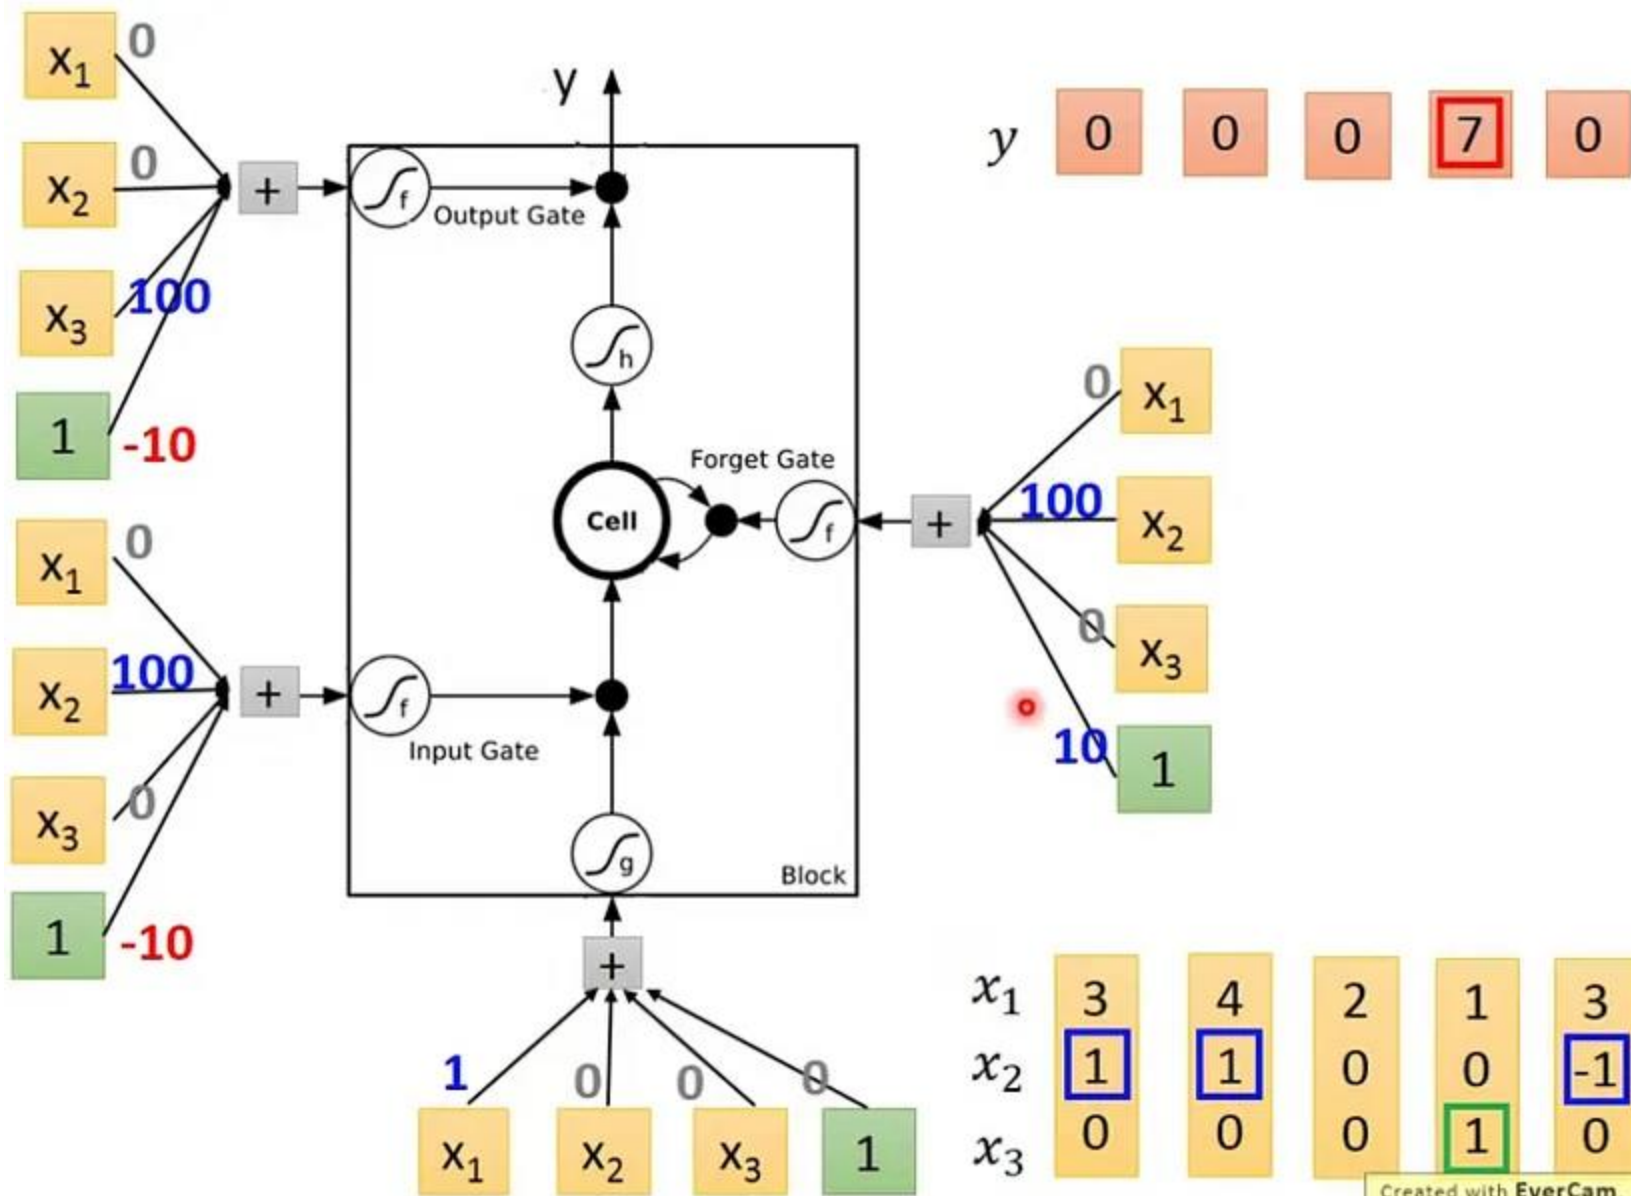 x₁ 0
x₂ 0
x₃ 100
1 -10
+
f
Output Gate
y
h
Cell
Forget Gate
f
+
x₁ 0
x₂ 100
x₃ 0
1 10
x₁ 0
x₂ 100
x₃ 0
1 -10
+
f
Input Gate
g
Block
+
1 0 0 0
x₁ x₂ x₃ 1
y 0 0 0 7 0
x₁ 3 4 2 1 3
x₂ 1 1 0 0 -1
x₃ 0 0 0 1 0
Created with EverCam